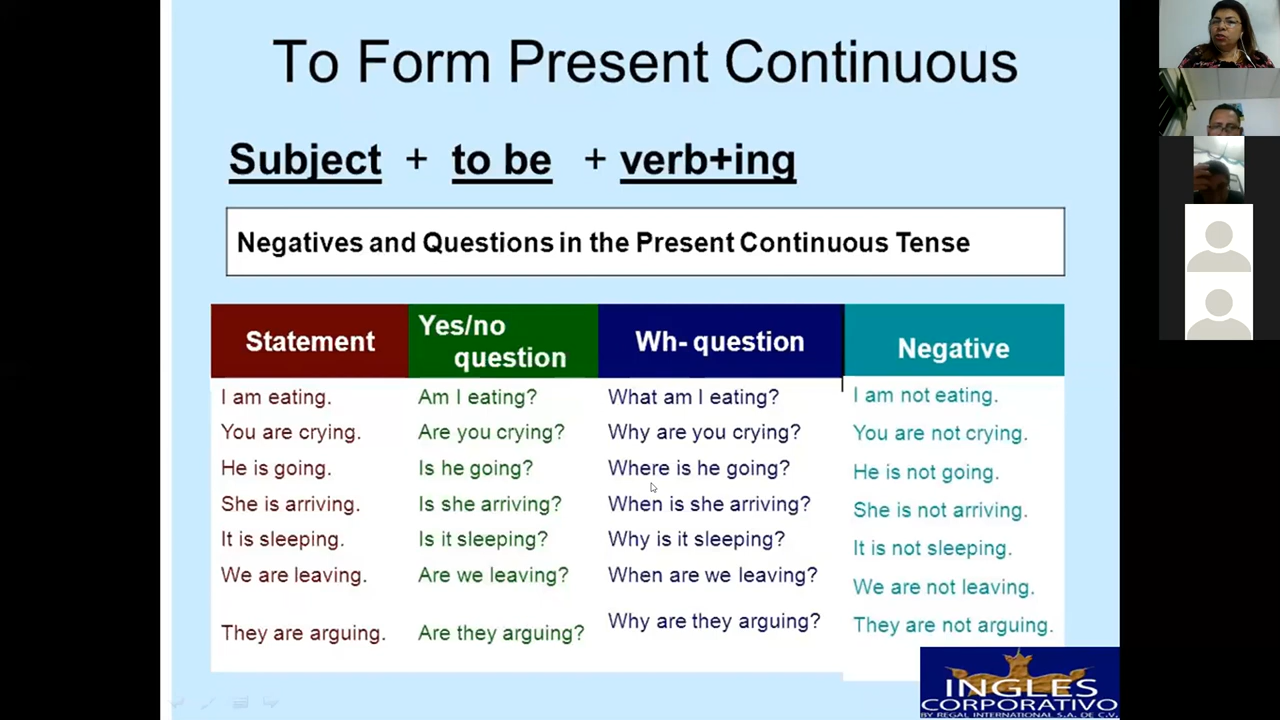 To Form Present Continuous
Subject + to be + verb+ing
Negatives and Questions in the Present Continuous Tense
Statement
Yes/no
question
Wh- question
Negative
I am eating. Am I eating? What am I eating? I am not eating.
You are crying. Are you crying? Why are you crying? You are not crying.
He is going. Is he going? Where is he going? He is not going.
She is arriving. Is she arriving? When is she arriving? She is not arriving.
It is sleeping. Is it sleeping? Why is it sleeping? It is not sleeping.
We are leaving. Are we leaving? When are we leaving? We are not leaving.
They are arguing. Are they arguing? Why are they arguing? They are not arguing.
INGLES
CORPORATIVO
BY REGAL INTERNATIONAL S.A. DE C.V.